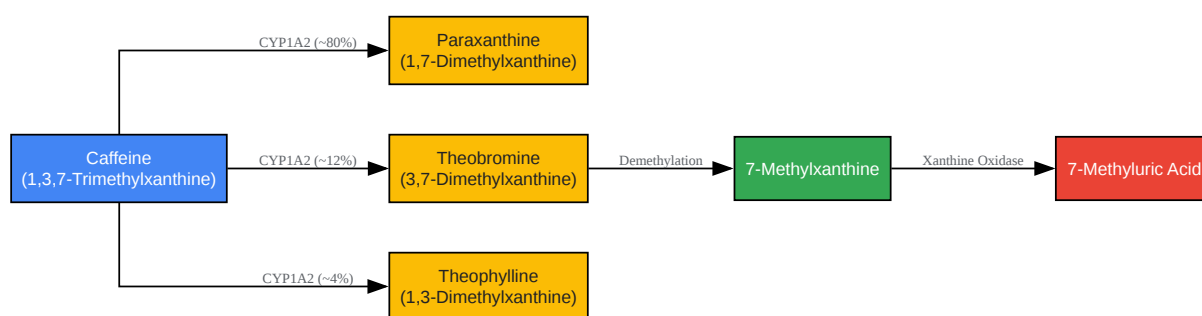 CYP1A2 (~80%)
Paraxanthine
(1,7-Dimethylxanthine)
Caffeine
(1,3,7-Trimethylxanthine)
CYP1A2 (~12%)
Theobromine
(3,7-Dimethylxanthine)
Demethylation
7-Methylxanthine
Xanthine Oxidase
7-Methyluric Acid
CYP1A2 (~4%)
Theophylline
(1,3-Dimethylxanthine)